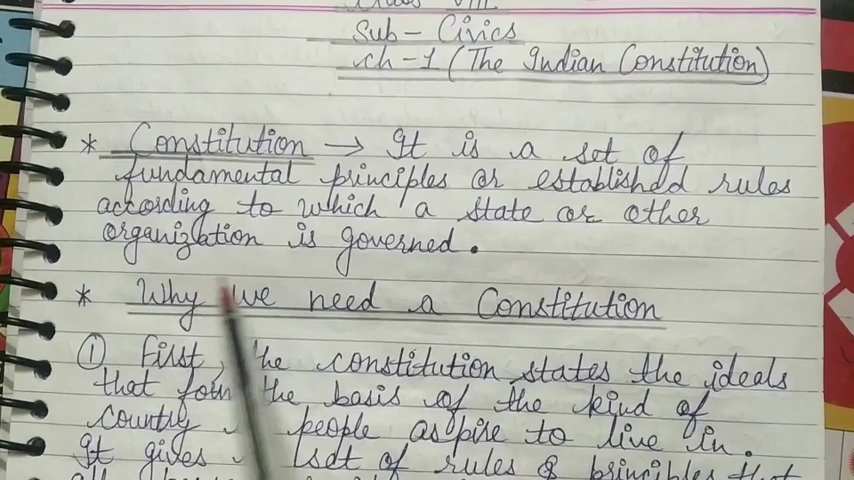 Sub - Civics
ch-1 (The Indian Constitution)
* Constitution → It is a set of
fundamental principles or established rules
according to which a state or other
organization is governed.
* Why we need a Constitution
① First, the constitution states the ideals
that the basis of the kind of
country people aspire to live in.
It gives set of rules & principles that